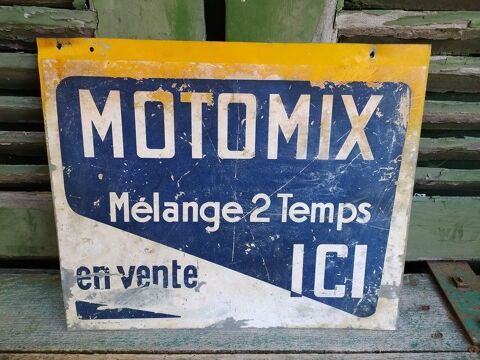 MOTOMIX
Mélange 2 Temps
en vente ICI